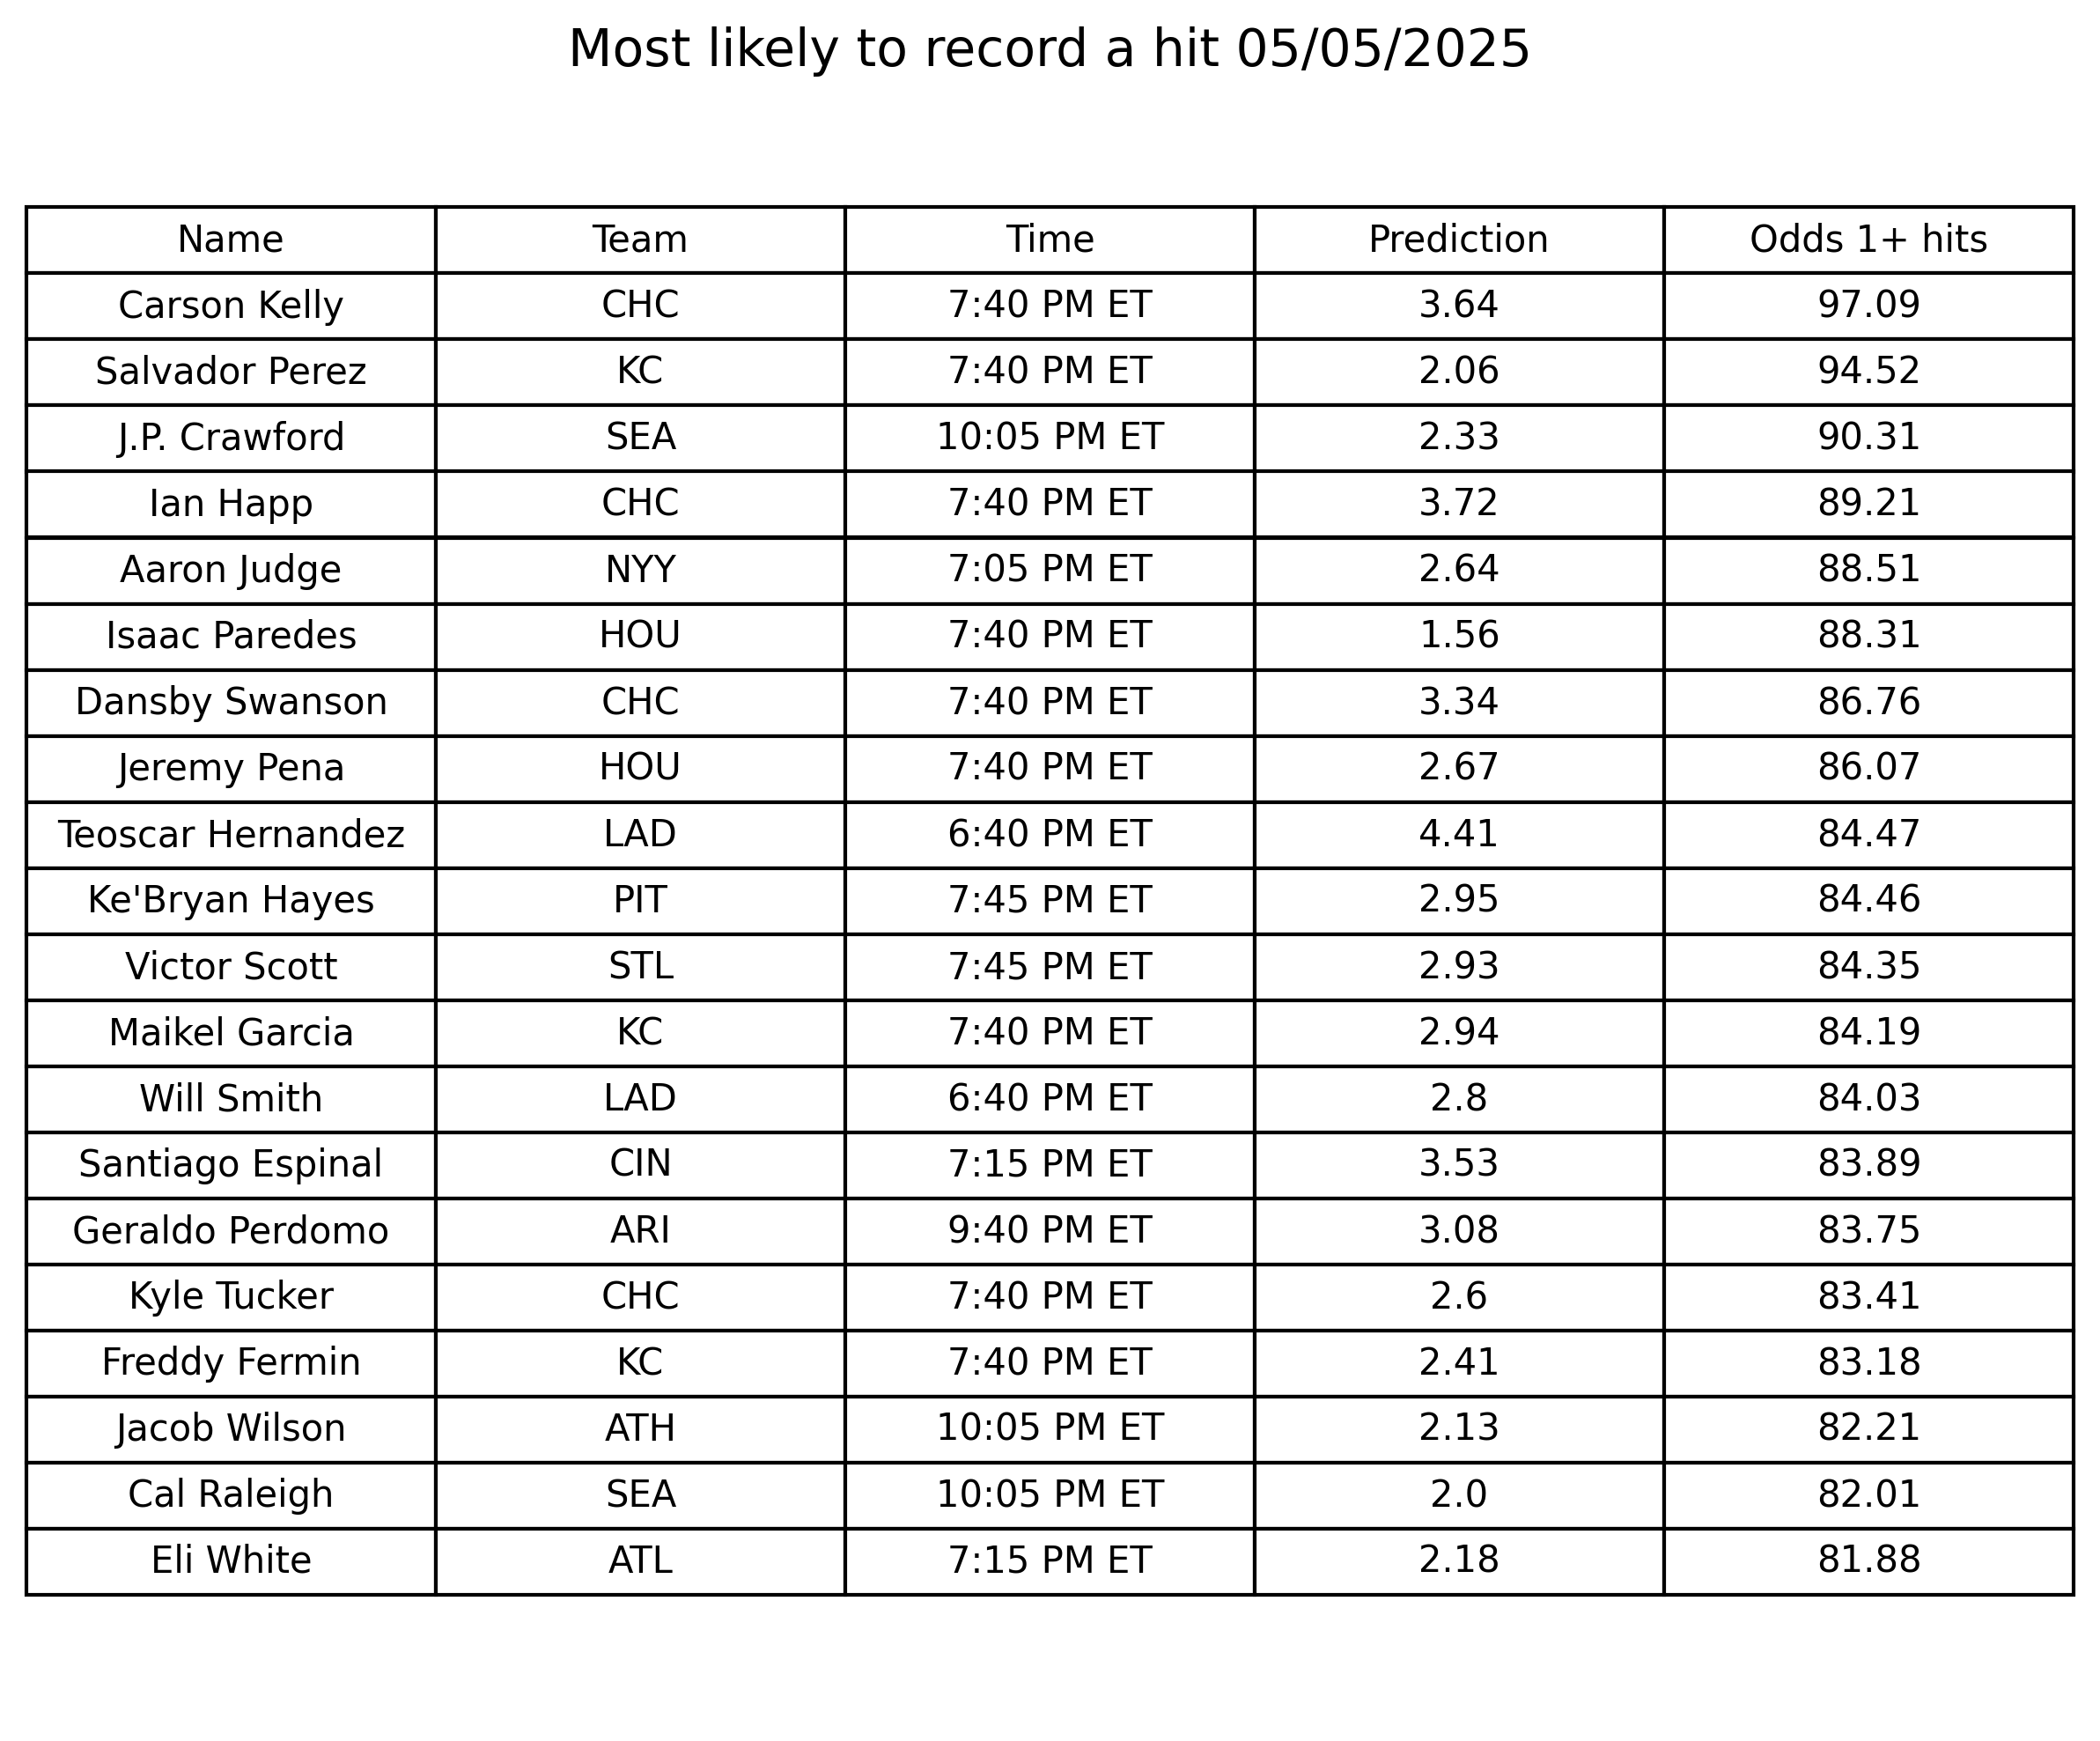 Most likely to record a hit 05/05/2025
Name Team Time Prediction Odds 1+ hits
Carson Kelly CHC 7:40 PM ET 3.64 97.09
Salvador Perez KC 7:40 PM ET 2.06 94.52
J.P. Crawford SEA 10:05 PM ET 2.33 90.31
Ian Happ CHC 7:40 PM ET 3.72 89.21
Aaron Judge NYY 7:05 PM ET 2.64 88.51
Isaac Paredes HOU 7:40 PM ET 1.56 88.31
Dansby Swanson CHC 7:40 PM ET 3.34 86.76
Jeremy Pena HOU 7:40 PM ET 2.67 86.07
Teoscar Hernandez LAD 6:40 PM ET 4.41 84.47
Ke'Bryan Hayes PIT 7:45 PM ET 2.95 84.46
Victor Scott STL 7:45 PM ET 2.93 84.35
Maikel Garcia KC 7:40 PM ET 2.94 84.19
Will Smith LAD 6:40 PM ET 2.8 84.03
Santiago Espinal CIN 7:15 PM ET 3.53 83.89
Geraldo Perdomo ARI 9:40 PM ET 3.08 83.75
Kyle Tucker CHC 7:40 PM ET 2.6 83.41
Freddy Fermin KC 7:40 PM ET 2.41 83.18
Jacob Wilson ATH 10:05 PM ET 2.13 82.21
Cal Raleigh SEA 10:05 PM ET 2.0 82.01
Eli White ATL 7:15 PM ET 2.18 81.88